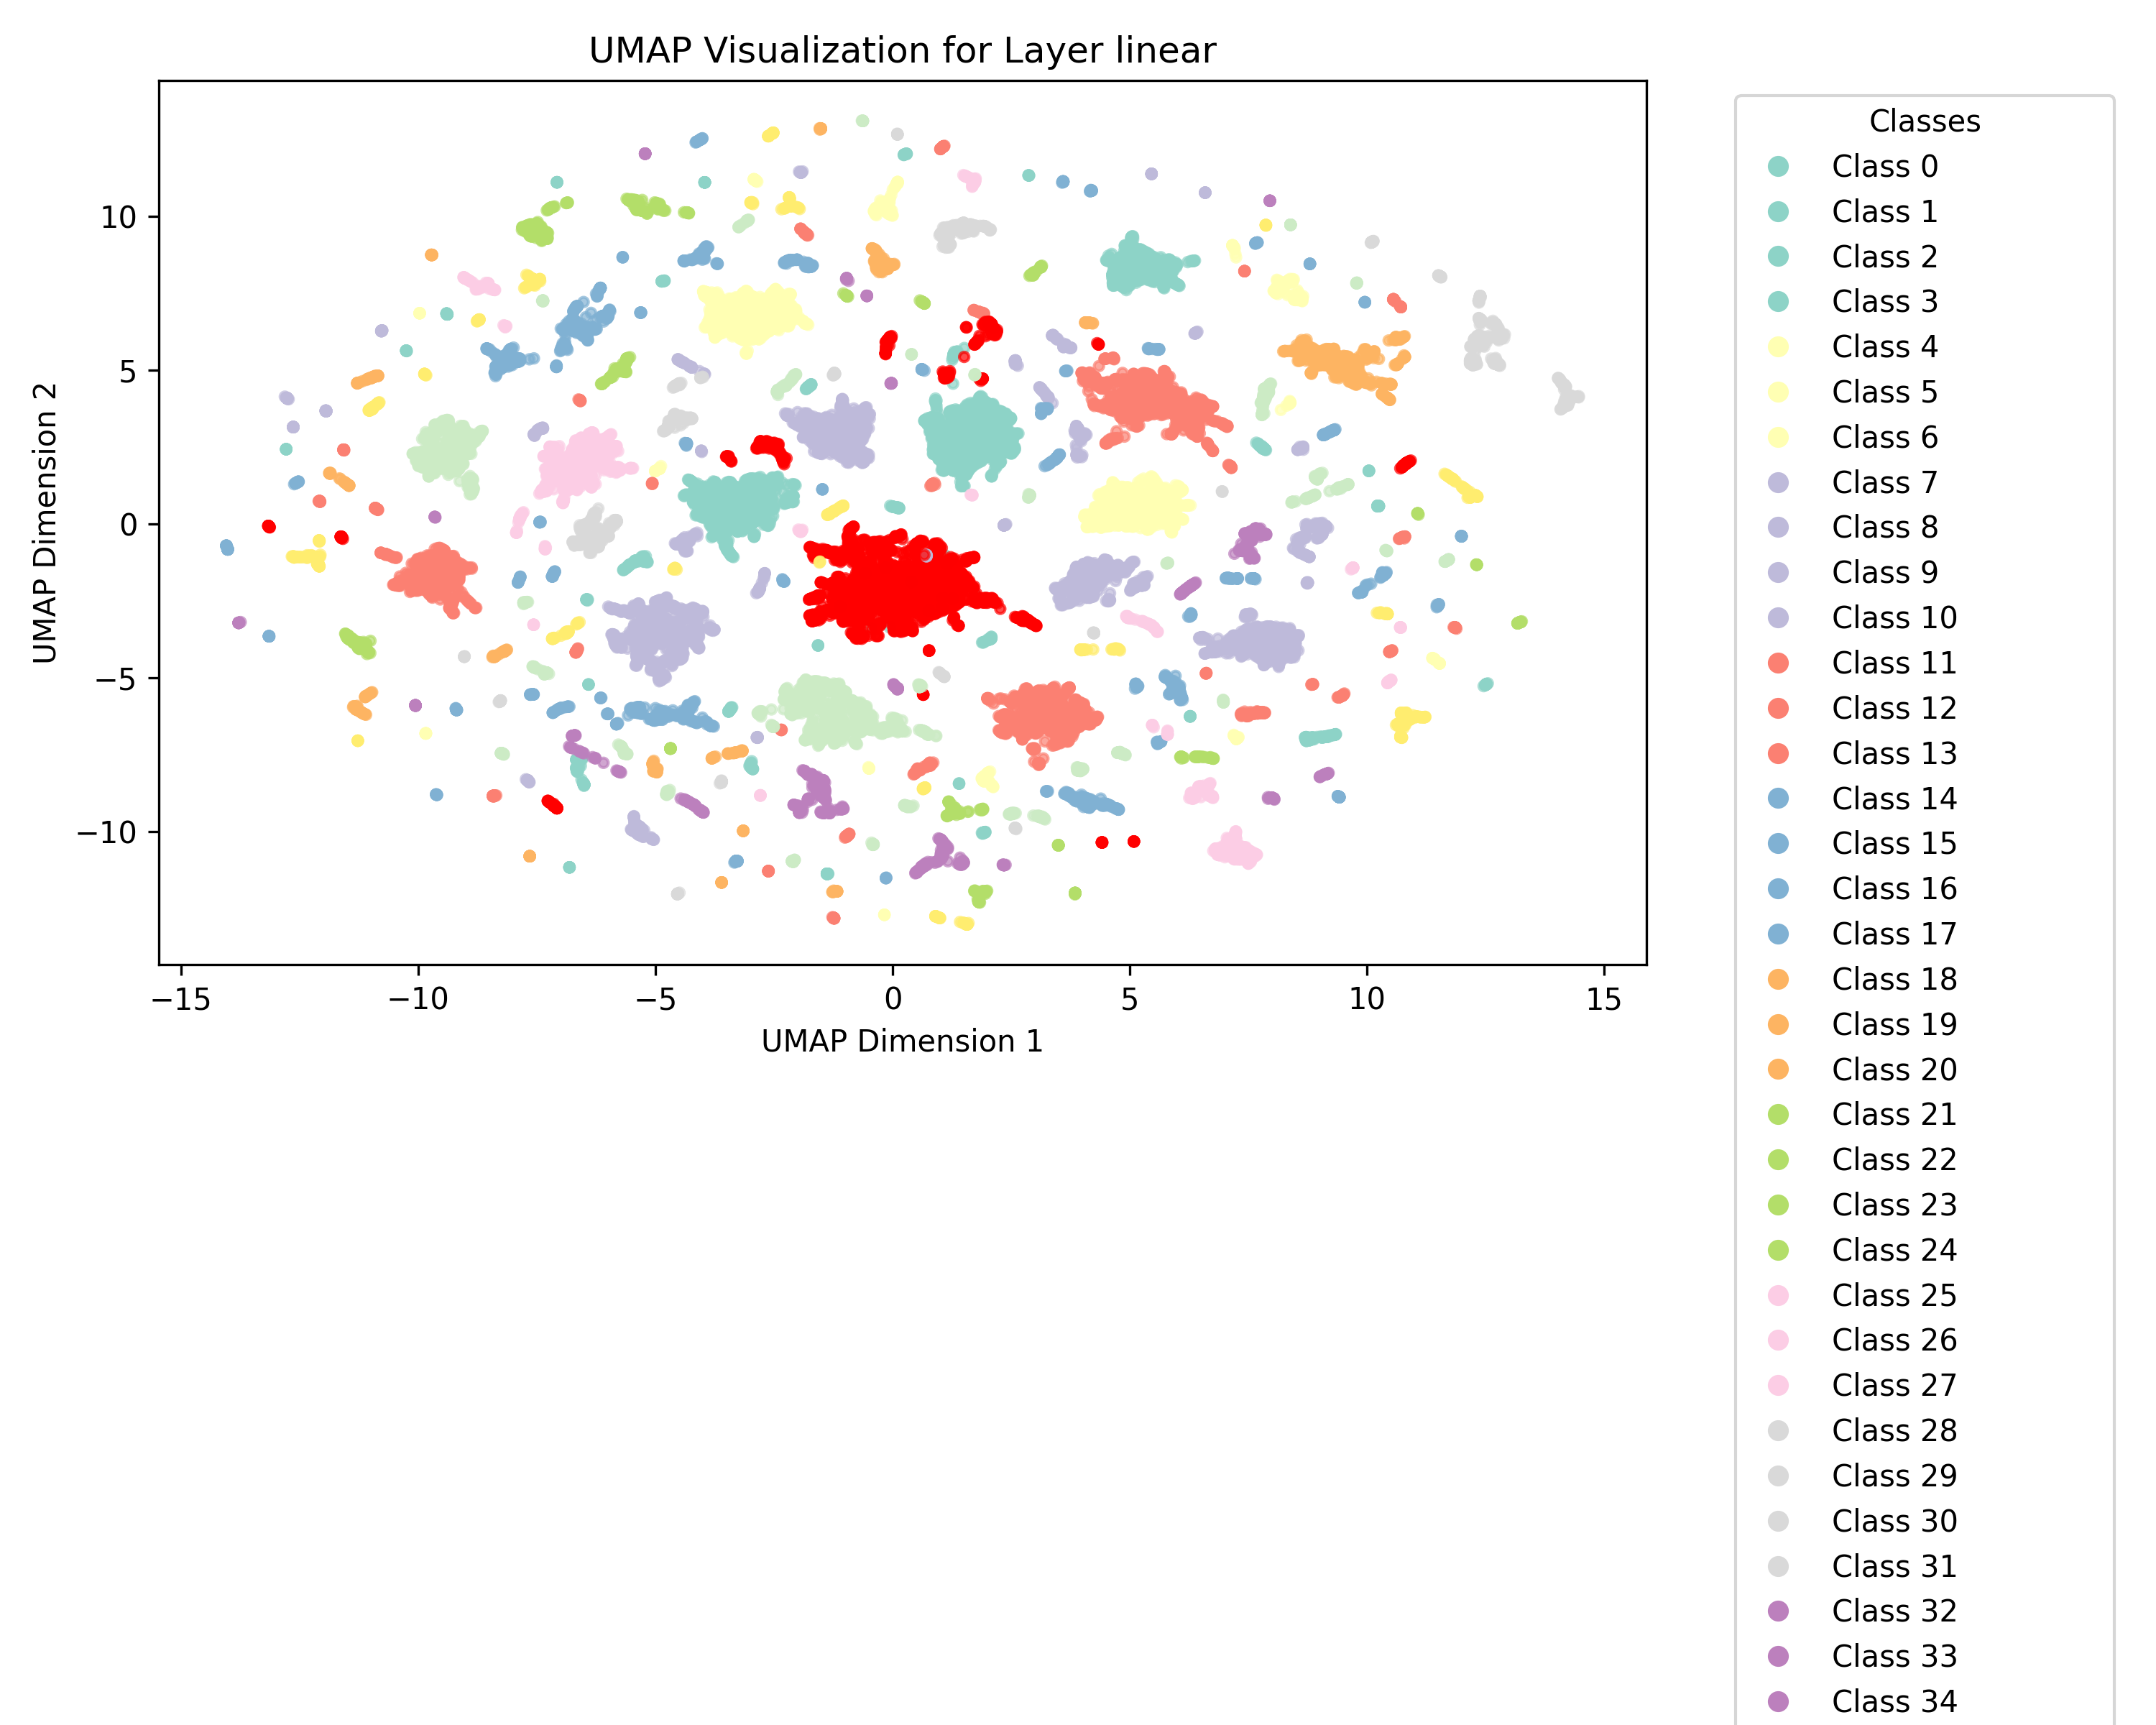 UMAP Visualization for Layer linear
UMAP Dimension 2
10
5
0
−5
−10
−15
−10
−5
0
5
10
15
UMAP Dimension 1
Classes
Class 0
Class 1
Class 2
Class 3
Class 4
Class 5
Class 6
Class 7
Class 8
Class 9
Class 10
Class 11
Class 12
Class 13
Class 14
Class 15
Class 16
Class 17
Class 18
Class 19
Class 20
Class 21
Class 22
Class 23
Class 24
Class 25
Class 26
Class 27
Class 28
Class 29
Class 30
Class 31
Class 32
Class 33
Class 34